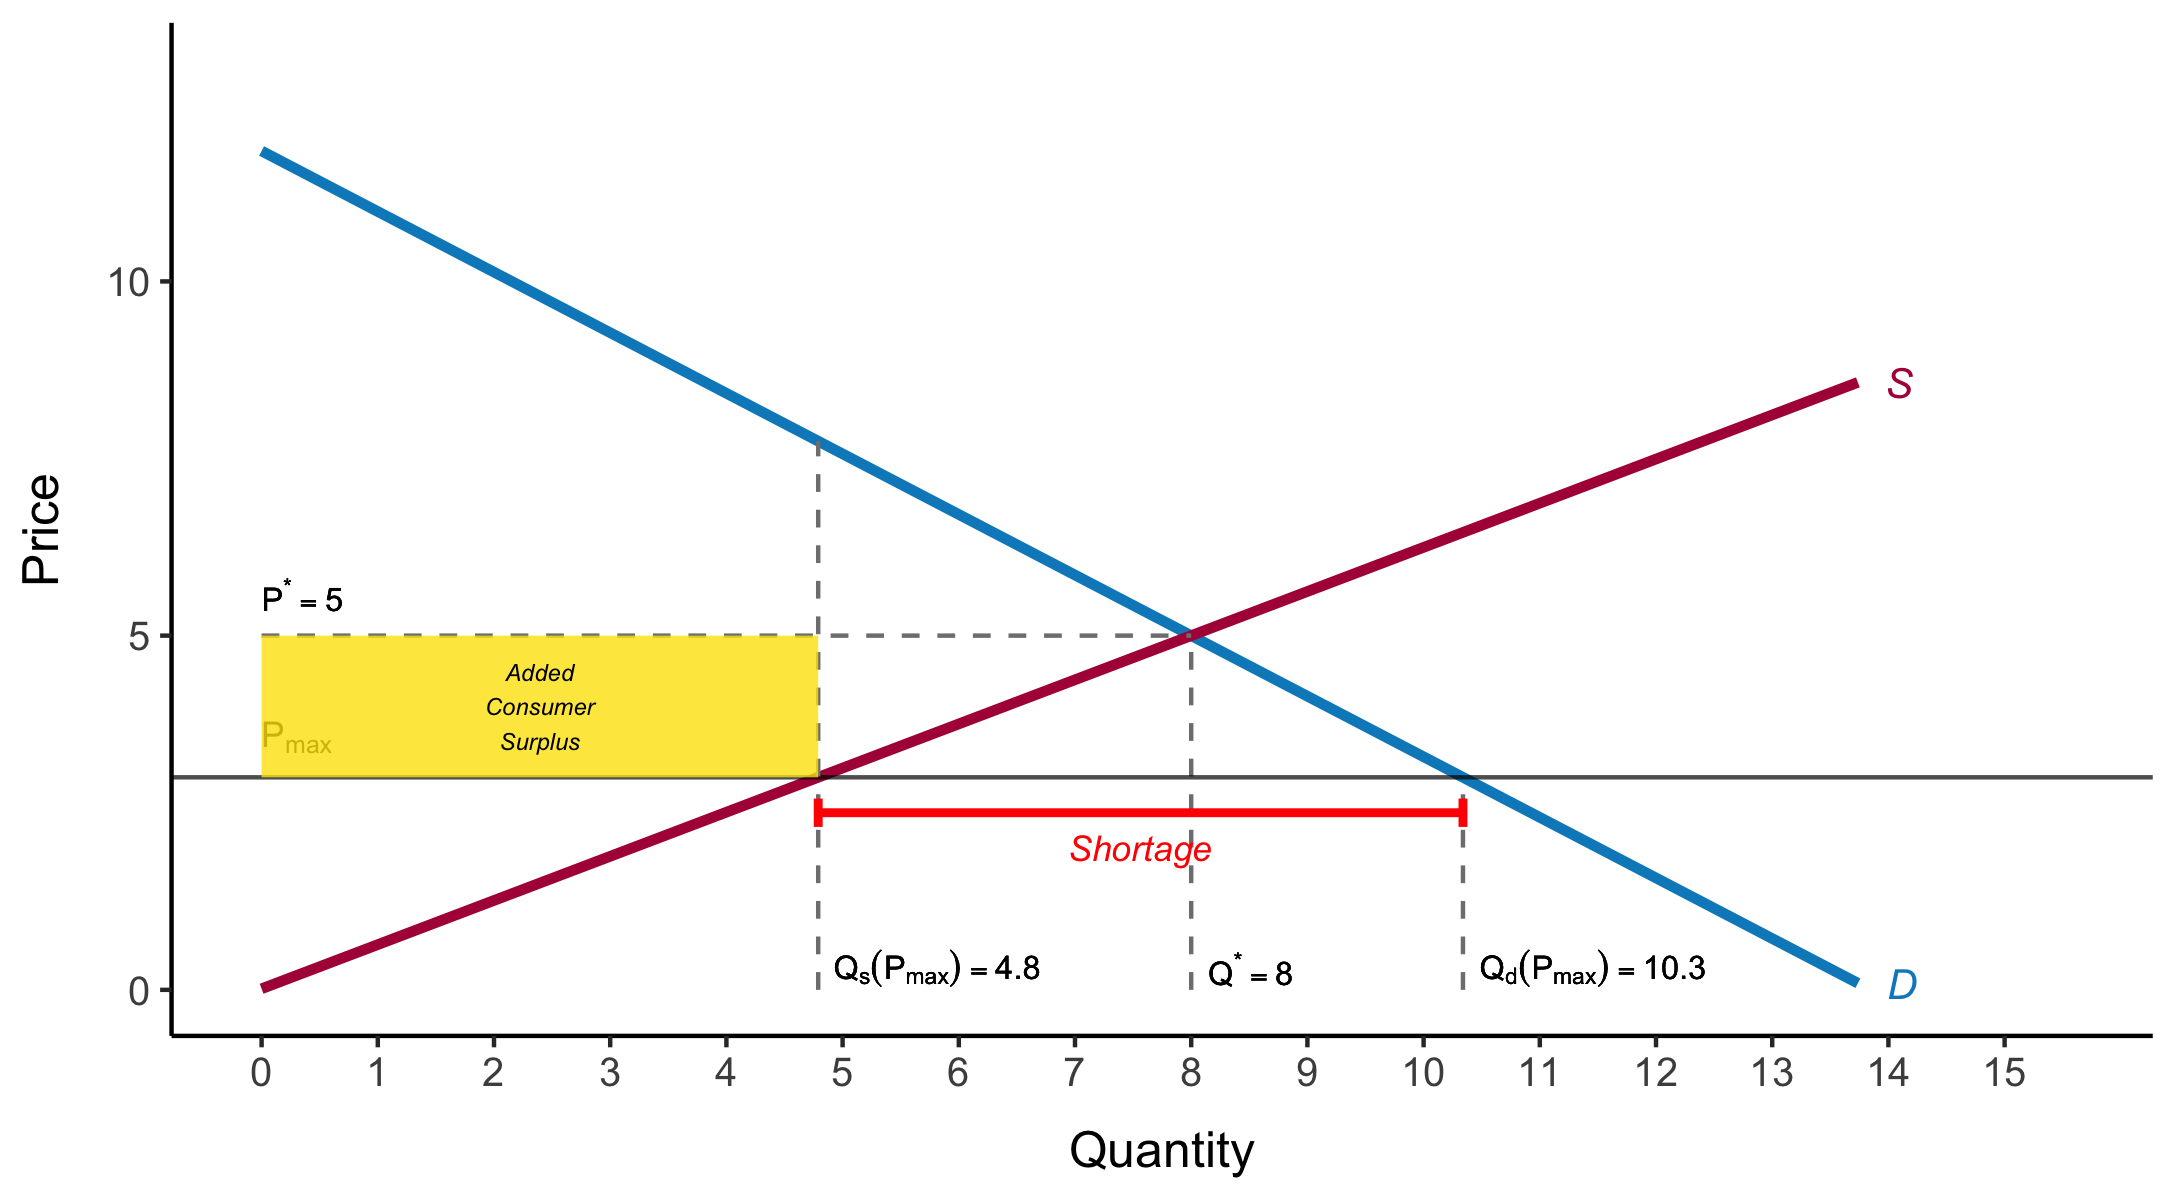 10
S
Price
P* = 5
5
Added
Consumer
Surplus
Pmax
Shortage
Qs(Pmax) = 4.8
Q* = 8
Qd(Pmax) = 10.3
D
0
0 1 2 3 4 5 6 7 8 9 10 11 12 13 14 15
Quantity